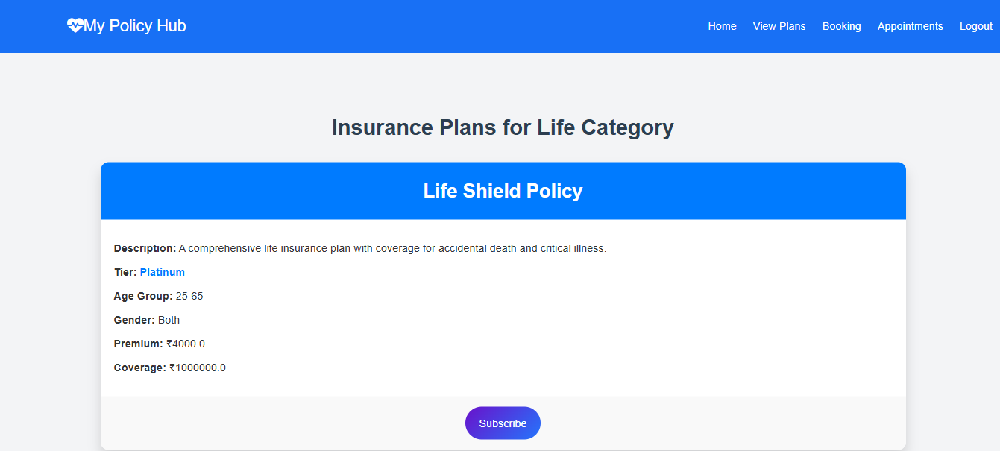 My Policy Hub
Home View Plans Booking Appointments Logout
Insurance Plans for Life Category
Life Shield Policy
Description: A comprehensive life insurance plan with coverage for accidental death and critical illness.
Tier: Platinum
Age Group: 25-65
Gender: Both
Premium: ₹4000.0
Coverage: ₹1000000.0
Subscribe